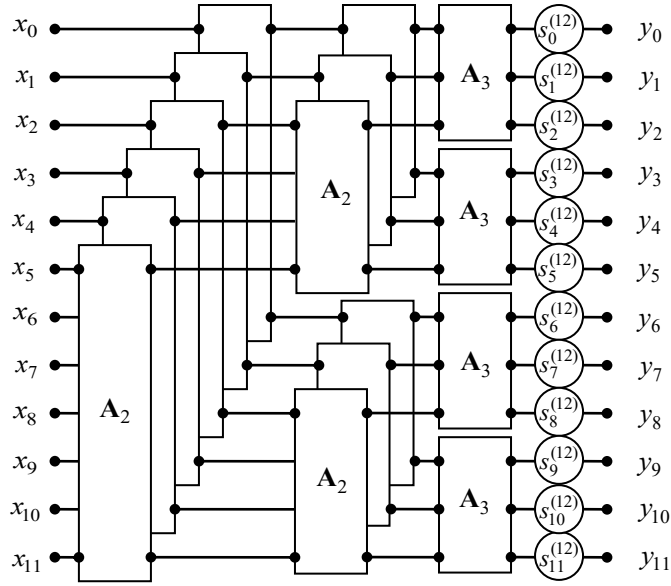 x₀ A₃ s₀⁽¹²⁾ y₀
x₁ s₁⁽¹²⁾ y₁
x₂ s₂⁽¹²⁾ y₂
x₃ A₂ A₃ s₃⁽¹²⁾ y₃
x₄ s₄⁽¹²⁾ y₄
x₅ s₅⁽¹²⁾ y₅
x₆ s₆⁽¹²⁾ y₆
x₇ A₃ s₇⁽¹²⁾ y₇
x₈ A₂ s₈⁽¹²⁾ y₈
x₉ A₂ s₉⁽¹²⁾ y₉
x₁₀ A₃ s₁₀⁽¹²⁾ y₁₀
x₁₁ s₁₁⁽¹²⁾ y₁₁